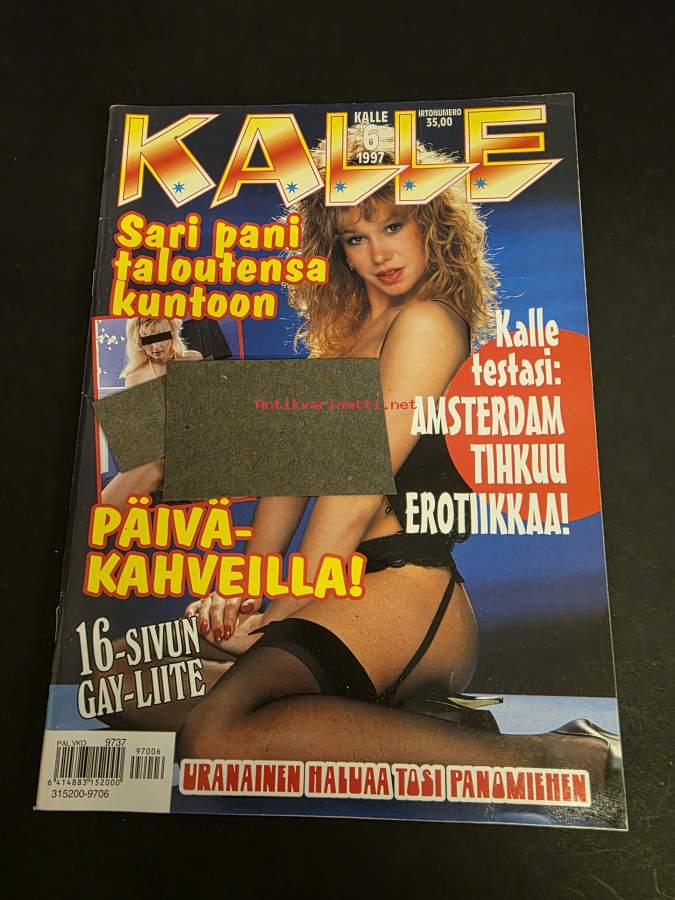 KALLE
KALLE
6
1997
IRTONUMERO
35,00
Sari pani
taloutensa
kuntoon
Kalle
testasi:
AMSTERDAM
TIHKUU
EROTIIKKAA!
Antikvariaatti.net
PÄIVÄ-
KAHVEILLA!
16-SIVUN
GAY-LIITE
PAL.VKO 9737
97006
6 414883 152000
315200-9706
URANAINEN HALUAA TOSI PANOMIEHEN